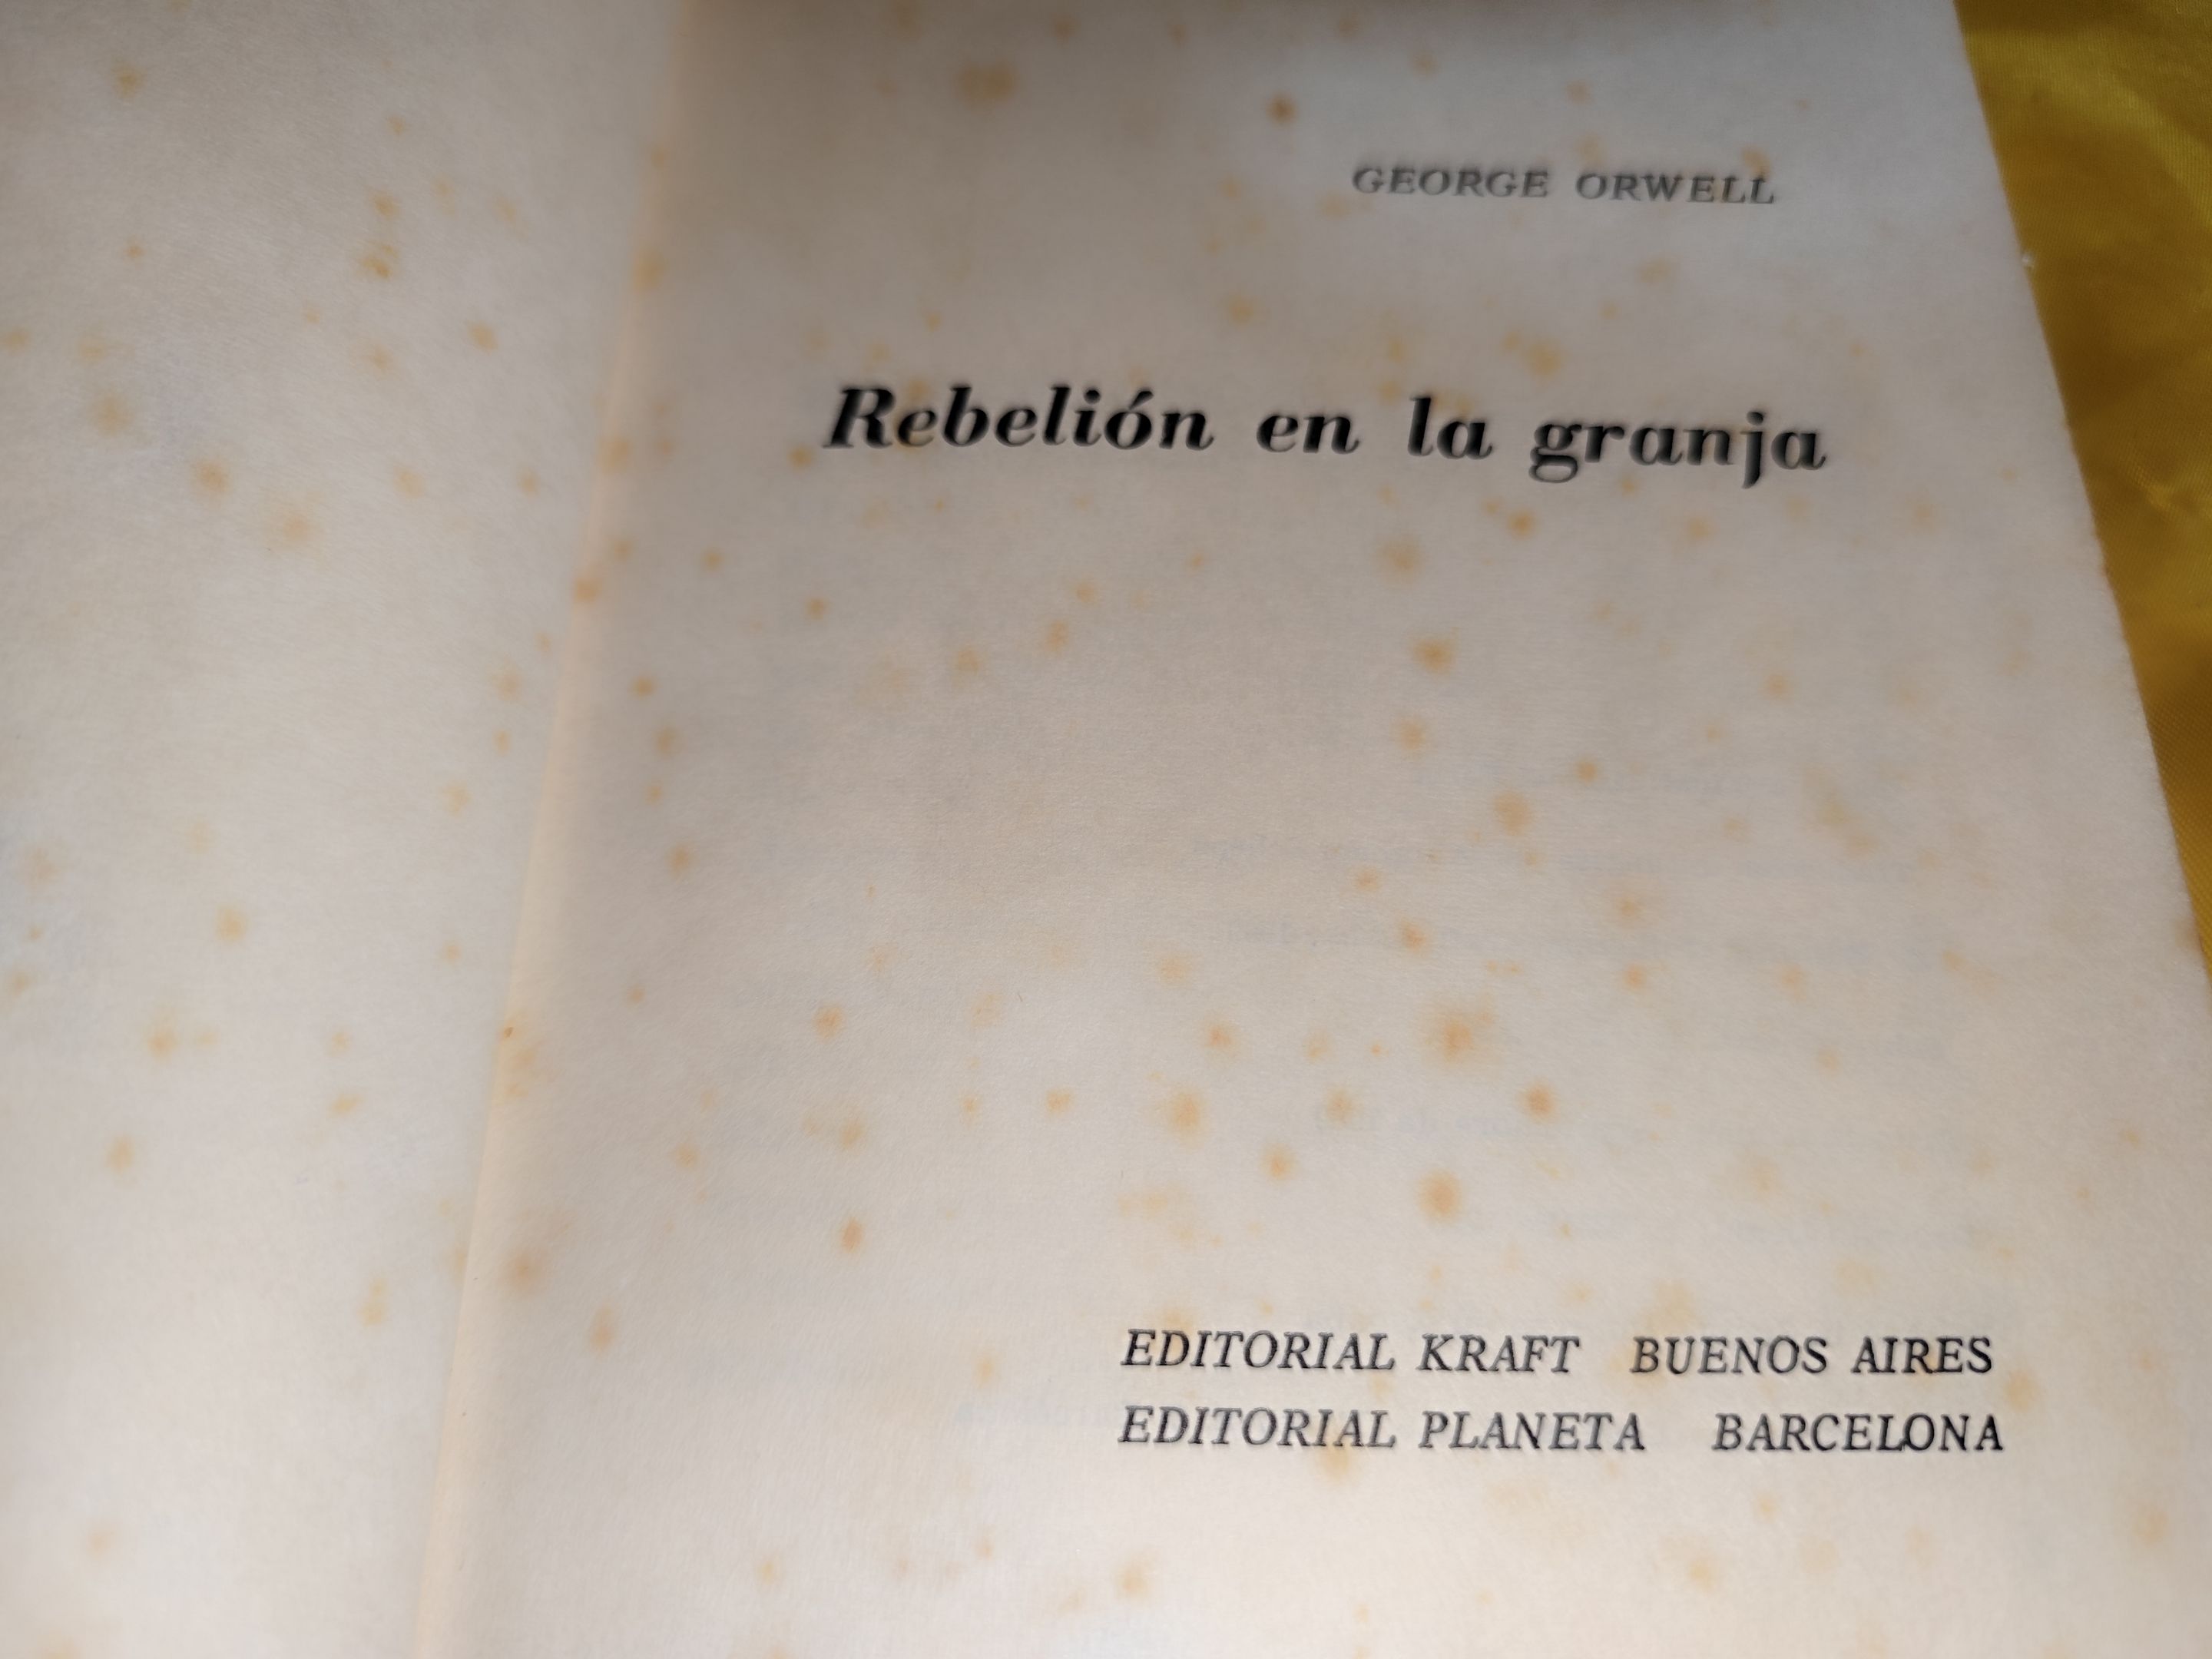 GEORGE ORWELL
Rebelión en la granja
EDITORIAL KRAFT BUENOS AIRES
EDITORIAL PLANETA BARCELONA